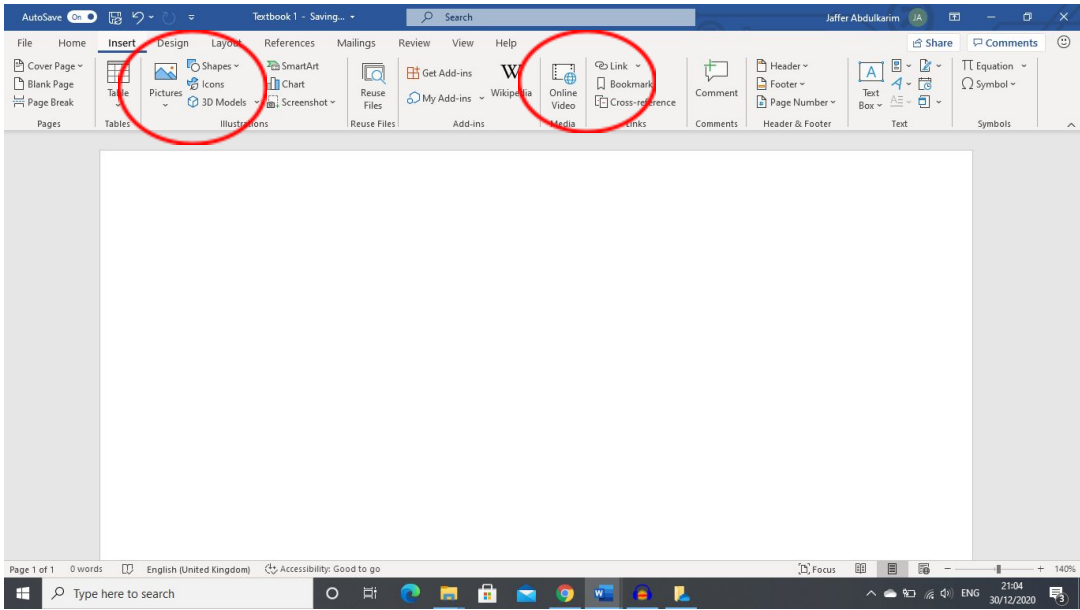 AutoSave On Textbook 1 - Saving... Search Jaffer Abdulkarim JA
File Home Insert Design Layout References Mailings Review View Help Share Comments
Cover Page
Blank Page
Page Break
Pages
Table
Tables
Pictures
Shapes
Icons
3D Models
SmartArt
Chart
Screenshot
Illustrations
Reuse
Files
Reuse Files
Get Add-ins
My Add-ins
W
Wikipedia
Add-ins
Online
Video
Media
Link
Bookmark
Cross-reference
Links
Comment
Comments
Header
Footer
Page Number
Header & Footer
A
Text
Box
Text
Equation
Symbol
Symbols
Page 1 of 1 0 words English (United Kingdom) Accessibility: Good to go Focus 140%
Type here to search ENG 21:04
30/12/2020 3